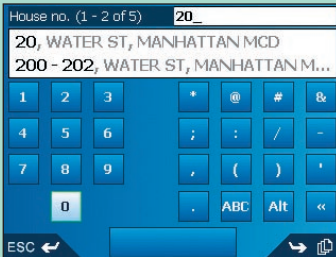 House no. (1 - 2 of 5) 20_
20, WATER ST, MANHATTAN MCD
200 - 202, WATER ST, MANHATTAN M...
1 2 3 * @ # &
4 5 6 ; : / -
7 8 9 , ( ) '
0 . ABC Alt «
ESC